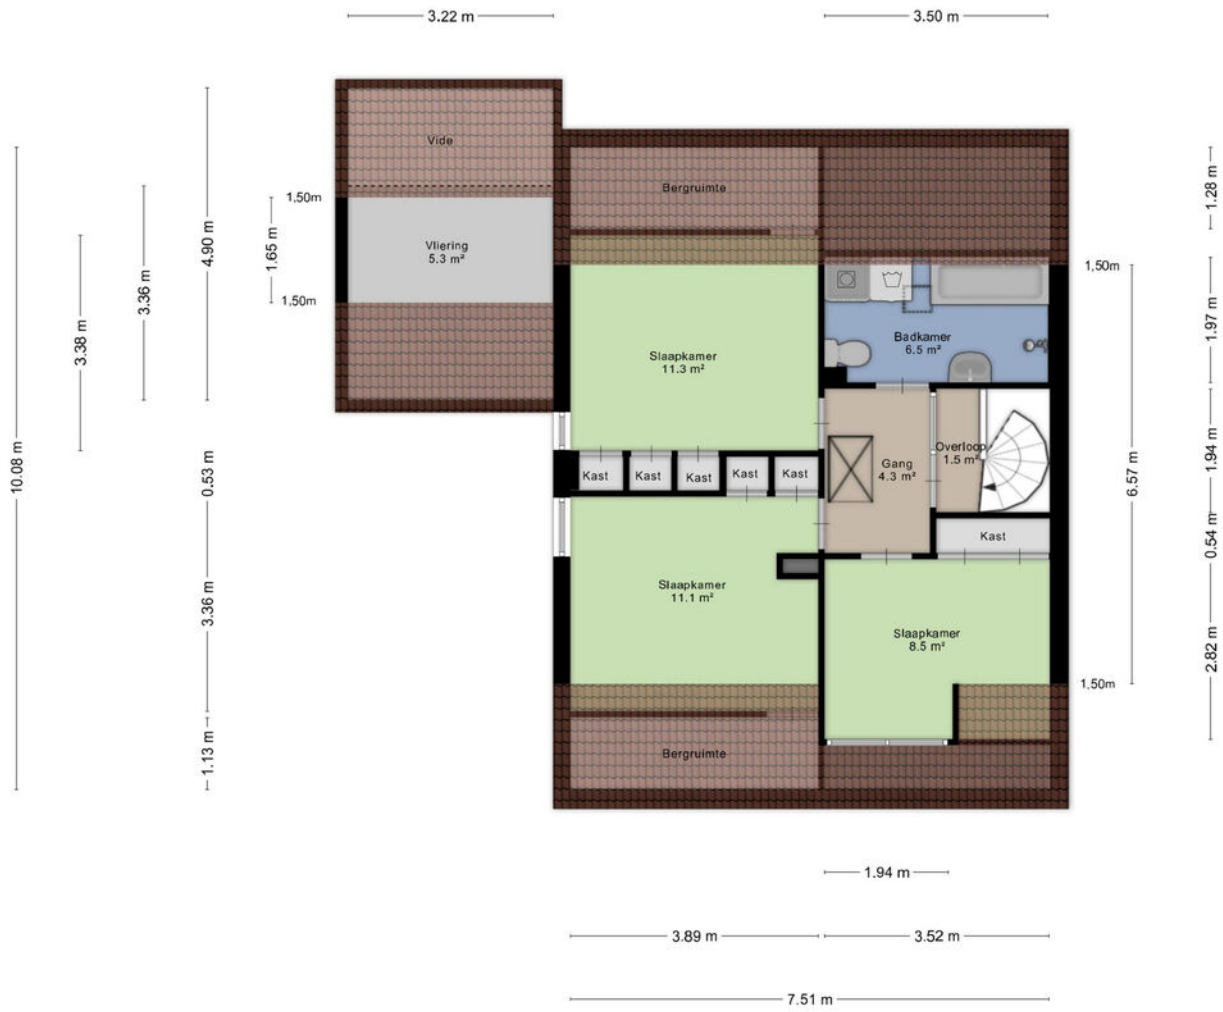 3.22 m
3.50 m
Vide
Bergruimte
1.28 m
1,50m
4.90 m
1.65 m
Vliering
5.3 m²
3.36 m
1,50m
1,50m
3.38 m
1.97 m
Badkamer
6.5 m²
Slaapkamer
11.3 m²
10.08 m
0.53 m
Kast
Kast
Kast
Kast
Kast
Gang
4.3 m²
Overloop
1.5 m²
6.57 m
1.94 m
Kast
0.54 m
3.36 m
Slaapkamer
11.1 m²
Slaapkamer
8.5 m²
2.82 m
1,50m
1.13 m
Bergruimte
1.94 m
3.89 m
3.52 m
7.51 m